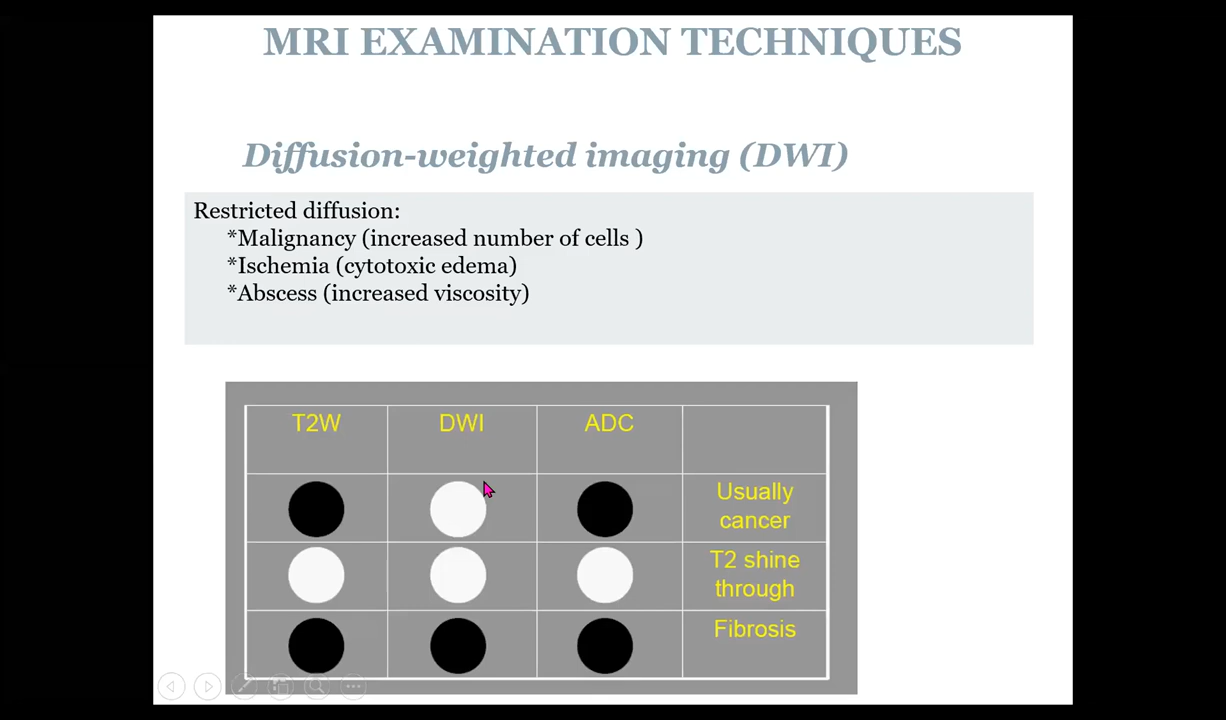 MRI EXAMINATION TECHNIQUES
Diffusion-weighted imaging (DWI)
Restricted diffusion:
*Malignancy (increased number of cells )
*Ischemia (cytotoxic edema)
*Abscess (increased viscosity)
T2W DWI ADC
Usually
cancer
T2 shine
through
Fibrosis